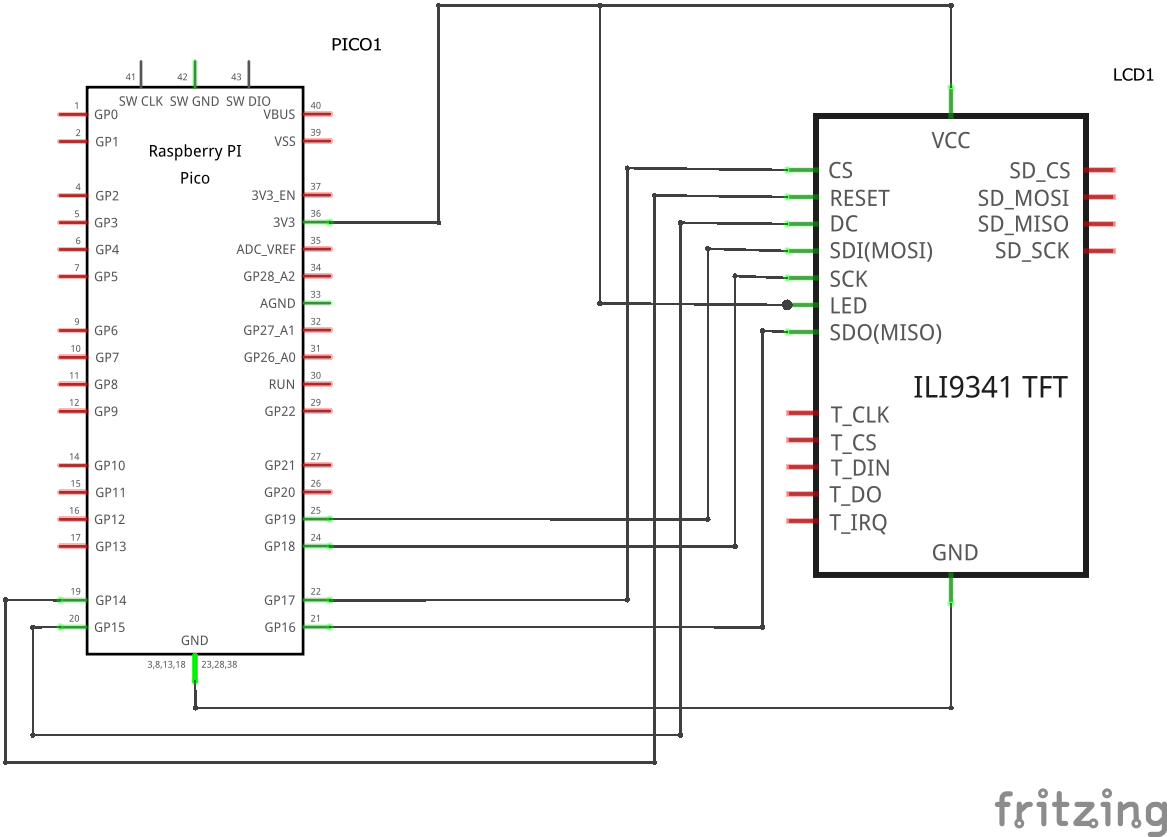 PICO1
LCD1
41 42 43
SW CLK SW GND SW DIO
1 GP0 VBUS 40
2 GP1 VSS 39
Raspberry PI
Pico
4 GP2 3V3_EN 37
5 GP3 3V3 36
6 GP4 ADC_VREF 35
7 GP5 GP28_A2 34
AGND 33
9 GP6 GP27_A1 32
10 GP7 GP26_A0 31
11 GP8 RUN 30
12 GP9 GP22 29
14 GP10 GP21 27
15 GP11 GP20 26
16 GP12 GP19 25
17 GP13 GP18 24
19 GP14 GP17 22
20 GP15 GP16 21
GND
3,8,13,18 23,28,38
VCC
CS SD_CS
RESET SD_MOSI
DC SD_MISO
SDI(MOSI) SD_SCK
SCK
LED
SDO(MISO)
ILI9341 TFT
T_CLK
T_CS
T_DIN
T_DO
T_IRQ
GND
fritzing